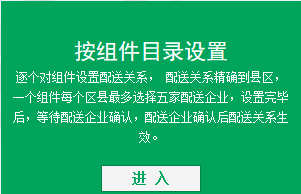 按组件目录设置
逐个对组件设置配送关系， 配送关系精确到县区，
一个组件每个区县最多选择五家配送企业，设置完毕
后，等待配送企业确认，配送企业确认后配送关系生
效。
进 入